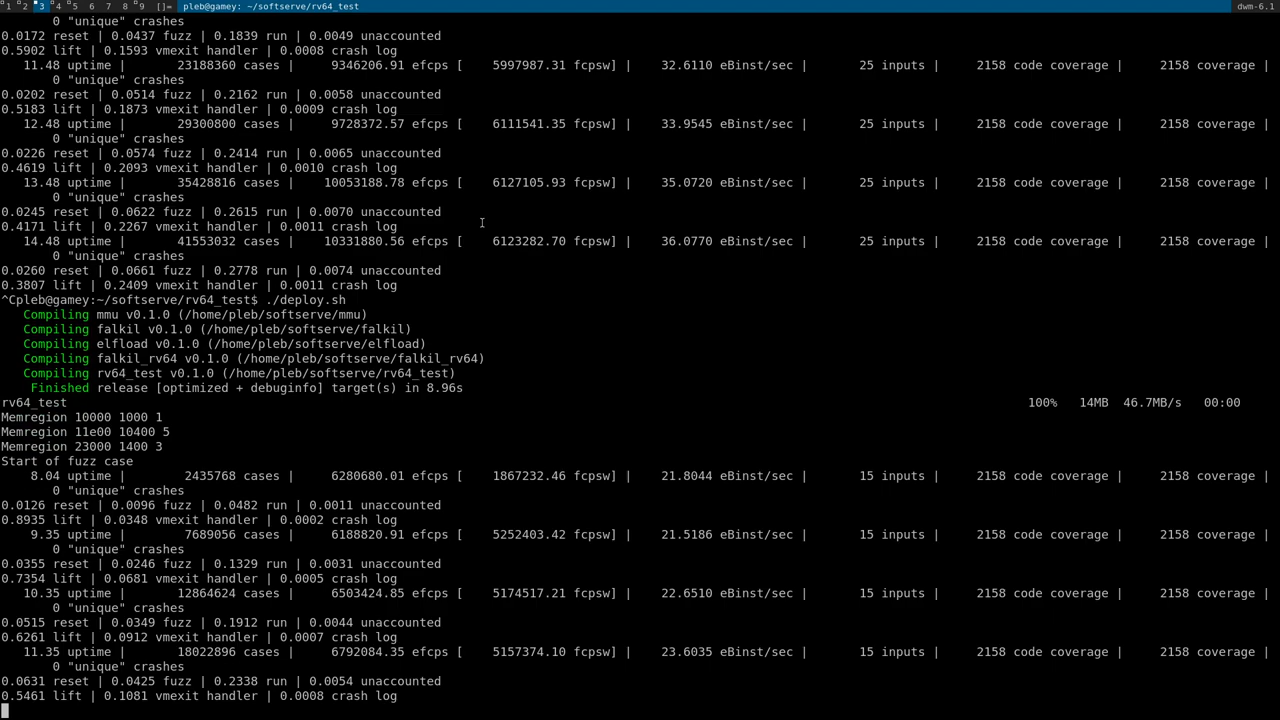 1 2 3 4 5 6 7 8 9 []= pleb@gamey: ~/softserve/rv64_test dwm-6.1
0 "unique" crashes
0.0172 reset | 0.0437 fuzz | 0.1839 run | 0.0049 unaccounted
0.5902 lift | 0.1593 vmexit handler | 0.0008 crash log
11.48 uptime | 23188360 cases | 9346206.91 efcps [ 5997987.31 fcpsw] | 32.6110 eBinst/sec | 25 inputs | 2158 code coverage | 2158 coverage |
0 "unique" crashes
0.0202 reset | 0.0514 fuzz | 0.2162 run | 0.0058 unaccounted
0.5183 lift | 0.1873 vmexit handler | 0.0009 crash log
12.48 uptime | 29300800 cases | 9728372.57 efcps [ 6111541.35 fcpsw] | 33.9545 eBinst/sec | 25 inputs | 2158 code coverage | 2158 coverage |
0 "unique" crashes
0.0226 reset | 0.0574 fuzz | 0.2414 run | 0.0065 unaccounted
0.4619 lift | 0.2093 vmexit handler | 0.0010 crash log
13.48 uptime | 35428816 cases | 10053188.78 efcps [ 6127105.93 fcpsw] | 35.0720 eBinst/sec | 25 inputs | 2158 code coverage | 2158 coverage |
0 "unique" crashes
0.0245 reset | 0.0622 fuzz | 0.2615 run | 0.0070 unaccounted
0.4171 lift | 0.2267 vmexit handler | 0.0011 crash log
14.48 uptime | 41553032 cases | 10331880.56 efcps [ 6123282.70 fcpsw] | 36.0770 eBinst/sec | 25 inputs | 2158 code coverage | 2158 coverage |
0 "unique" crashes
0.0260 reset | 0.0661 fuzz | 0.2778 run | 0.0074 unaccounted
0.3807 lift | 0.2409 vmexit handler | 0.0011 crash log
^Cpleb@gamey:~/softserve/rv64_test$ ./deploy.sh
Compiling mmu v0.1.0 (/home/pleb/softserve/mmu)
Compiling falkil v0.1.0 (/home/pleb/softserve/falkil)
Compiling elfload v0.1.0 (/home/pleb/softserve/elfload)
Compiling falkil_rv64 v0.1.0 (/home/pleb/softserve/falkil_rv64)
Compiling rv64_test v0.1.0 (/home/pleb/softserve/rv64_test)
Finished release [optimized + debuginfo] target(s) in 8.96s
rv64_test 100% 14MB 46.7MB/s 00:00
Memregion 10000 1000 1
Memregion 11e00 10400 5
Memregion 23000 1400 3
Start of fuzz case
8.04 uptime | 2435768 cases | 6280680.01 efcps [ 1867232.46 fcpsw] | 21.8044 eBinst/sec | 15 inputs | 2158 code coverage | 2158 coverage |
0 "unique" crashes
0.0126 reset | 0.0096 fuzz | 0.0482 run | 0.0011 unaccounted
0.8935 lift | 0.0348 vmexit handler | 0.0002 crash log
9.35 uptime | 7689056 cases | 6188820.91 efcps [ 5252403.42 fcpsw] | 21.5186 eBinst/sec | 15 inputs | 2158 code coverage | 2158 coverage |
0 "unique" crashes
0.0355 reset | 0.0246 fuzz | 0.1329 run | 0.0031 unaccounted
0.7354 lift | 0.0681 vmexit handler | 0.0005 crash log
10.35 uptime | 12864624 cases | 6503424.85 efcps [ 5174517.21 fcpsw] | 22.6510 eBinst/sec | 15 inputs | 2158 code coverage | 2158 coverage |
0 "unique" crashes
0.0515 reset | 0.0349 fuzz | 0.1912 run | 0.0044 unaccounted
0.6261 lift | 0.0912 vmexit handler | 0.0007 crash log
11.35 uptime | 18022896 cases | 6792084.35 efcps [ 5157374.10 fcpsw] | 23.6035 eBinst/sec | 15 inputs | 2158 code coverage | 2158 coverage |
0 "unique" crashes
0.0631 reset | 0.0425 fuzz | 0.2338 run | 0.0054 unaccounted
0.5461 lift | 0.1081 vmexit handler | 0.0008 crash log